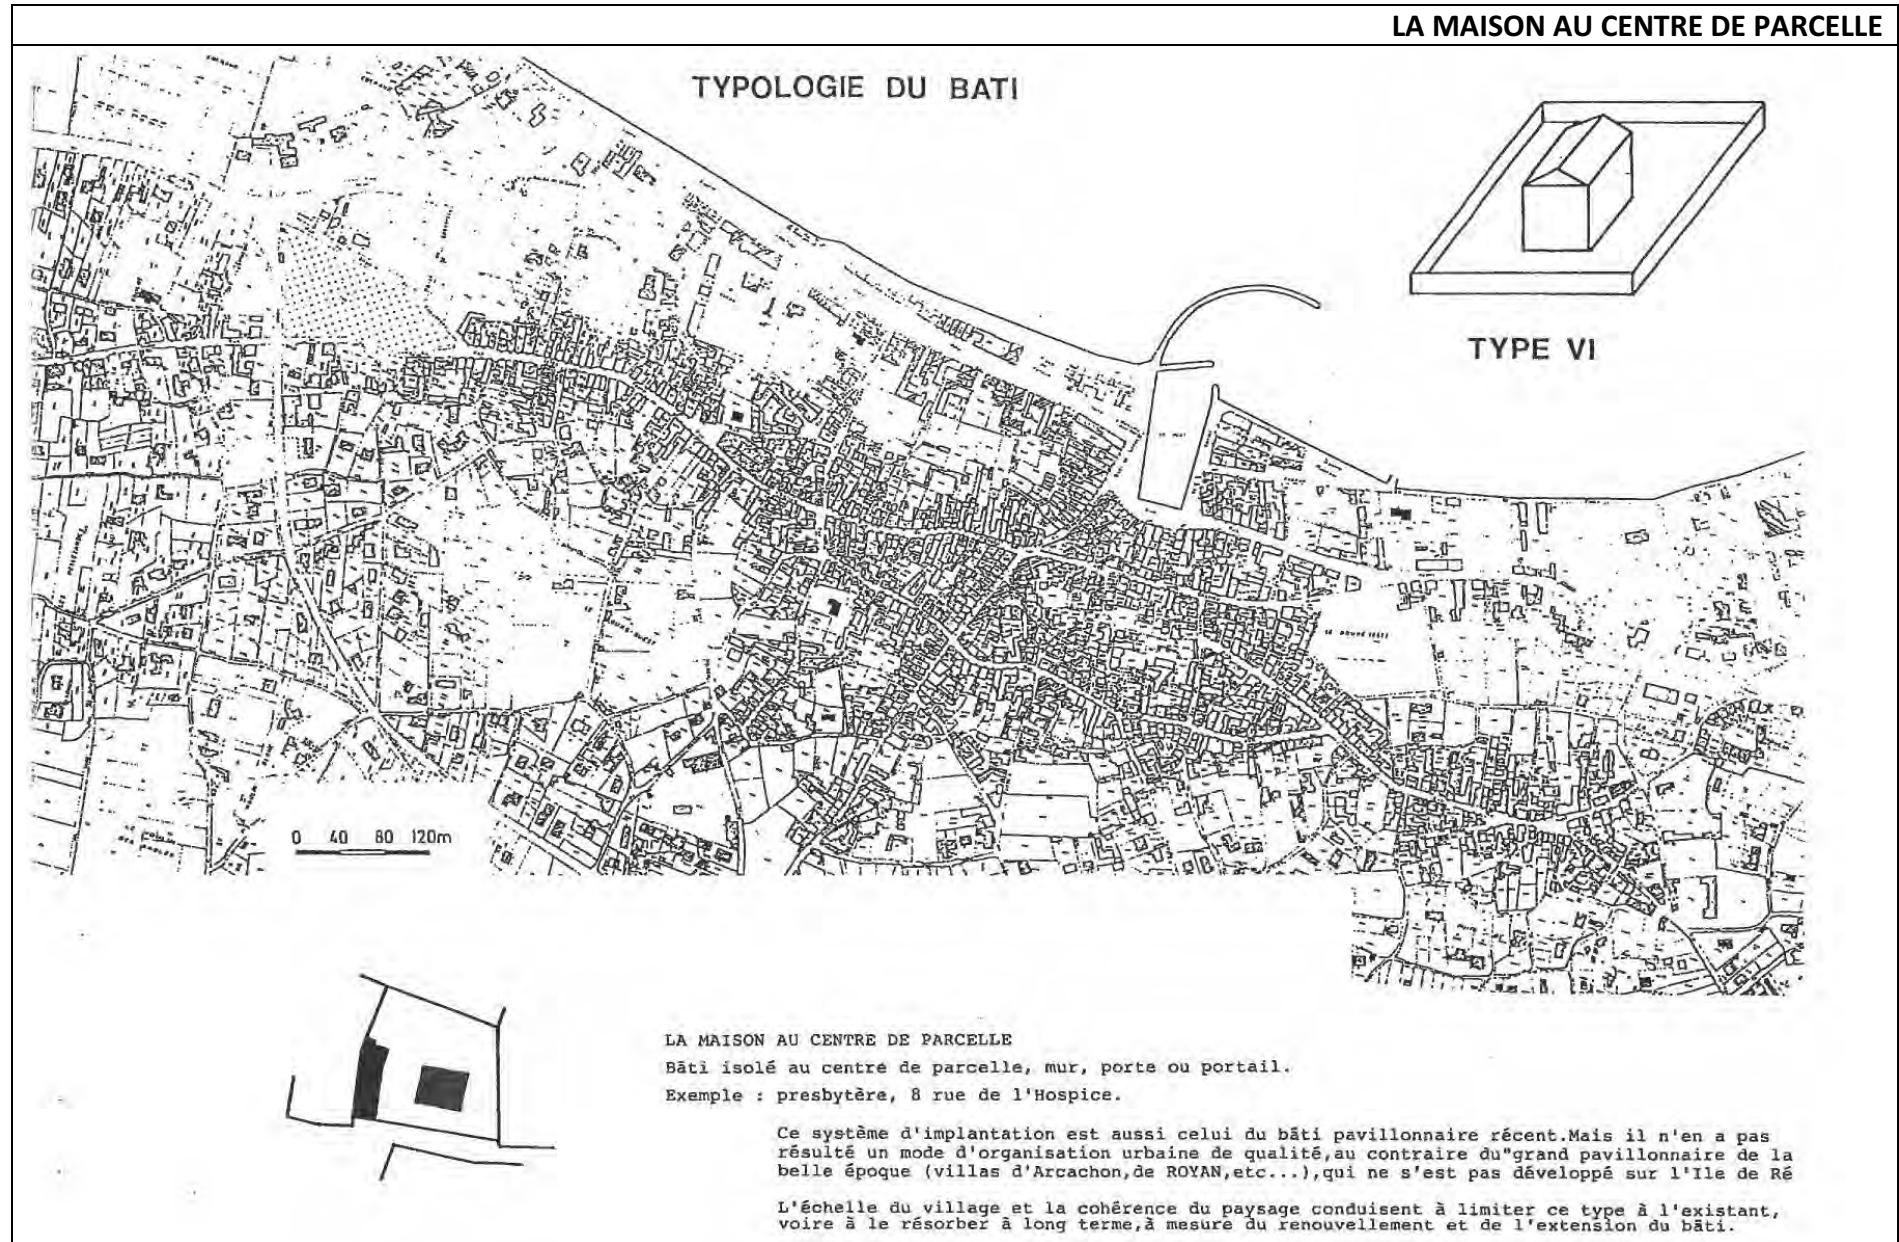 LA MAISON AU CENTRE DE PARCELLE
TYPOLOGIE DU BATI
TYPE VI
LE PORT
0 40 80 120m
LA MAISON AU CENTRE DE PARCELLE
Bâti isolé au centre de parcelle, mur, porte ou portail.
Exemple : presbytère, 8 rue de l'Hospice.
Ce système d'implantation est aussi celui du bâti pavillonnaire récent.Mais il n'en a pas
résulté un mode d'organisation urbaine de qualité,au contraire du"grand pavillonnaire de la
belle époque (villas d'Arcachon,de ROYAN,etc...),qui ne s'est pas développé sur l'Ile de Ré
L'échelle du village et la cohérence du paysage conduisent à limiter ce type à l'existant,
voire à le résorber à long terme,à mesure du renouvellement et de l'extension du bâti.